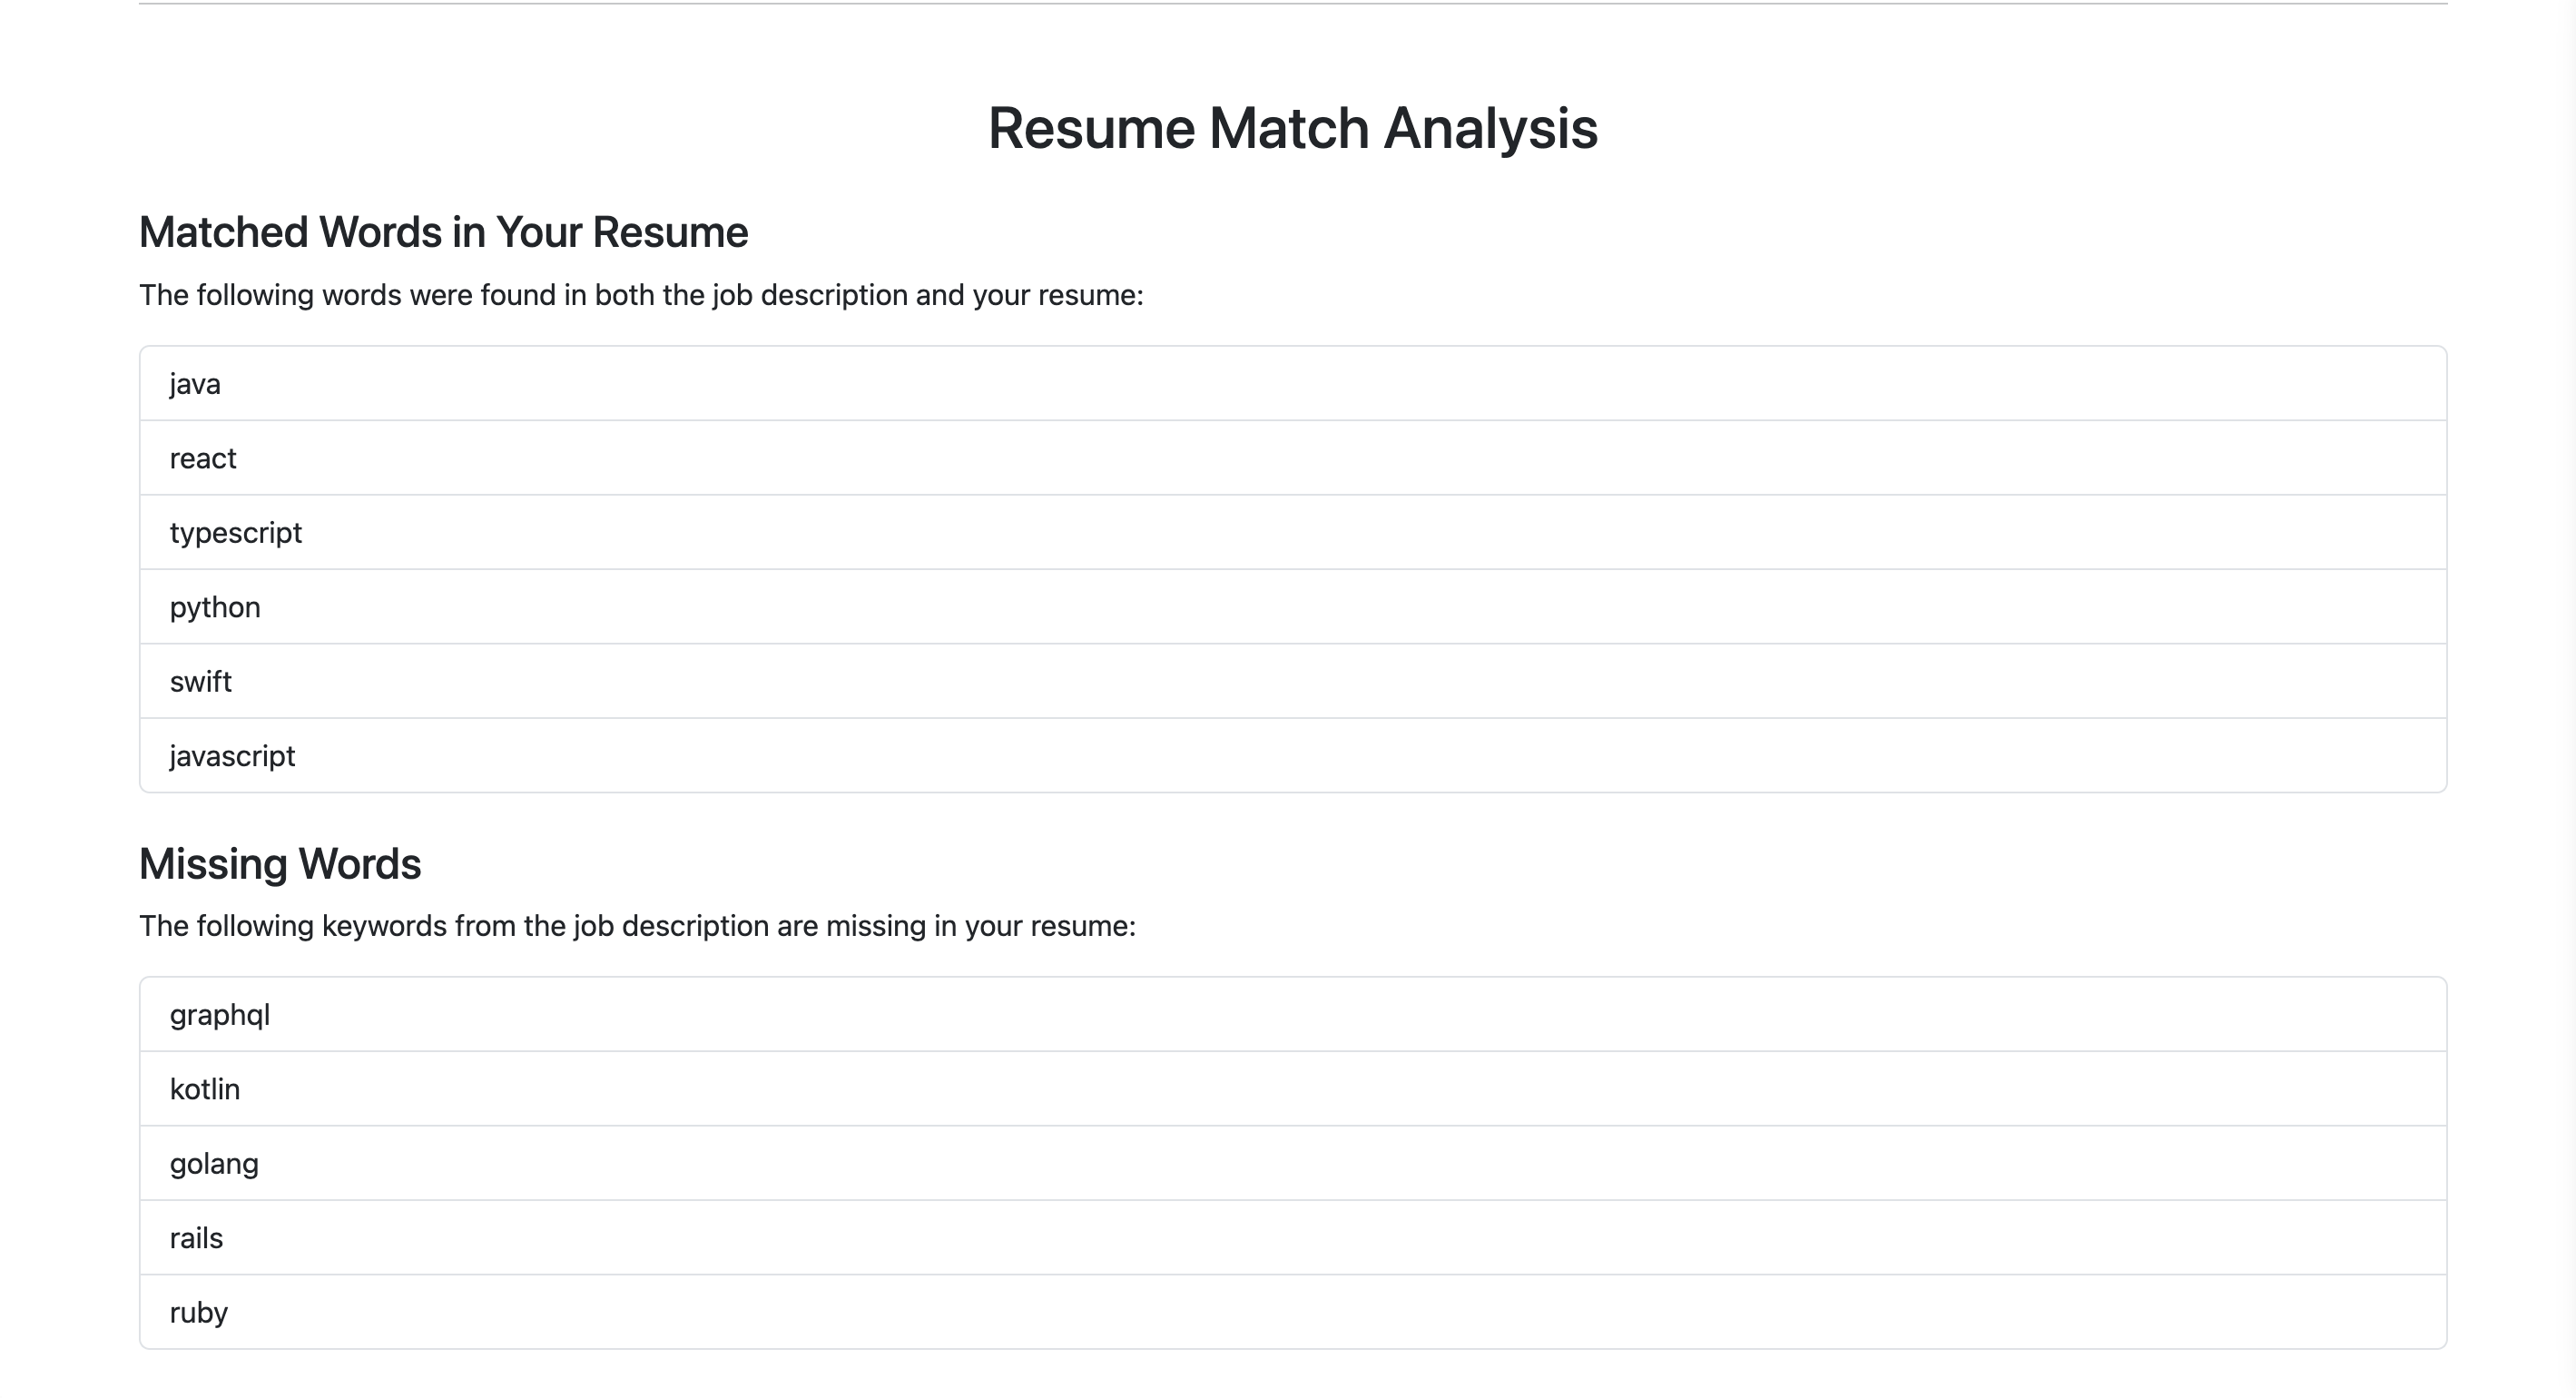 Resume Match Analysis
Matched Words in Your Resume
The following words were found in both the job description and your resume:
java
react
typescript
python
swift
javascript
Missing Words
The following keywords from the job description are missing in your resume:
graphql
kotlin
golang
rails
ruby